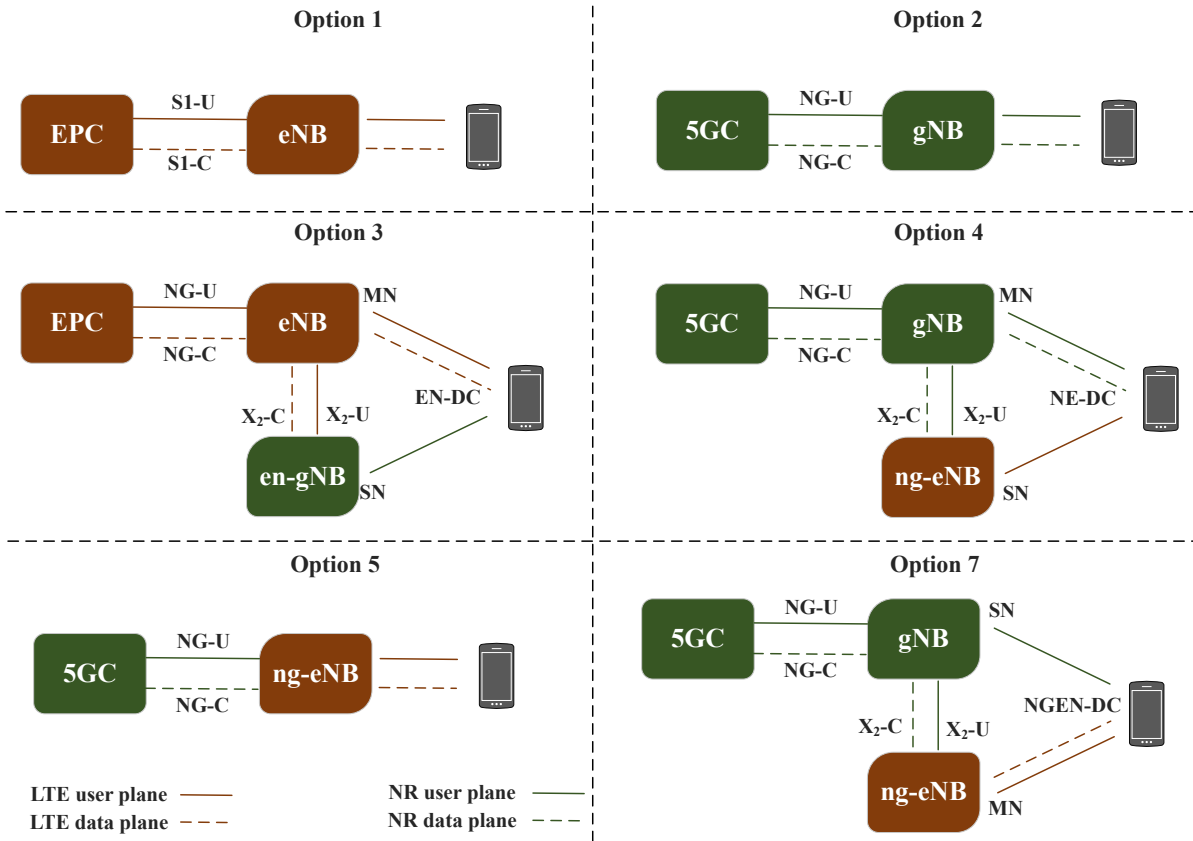 Option 1
S1-U
EPC
eNB
S1-C
Option 2
NG-U
5GC
gNB
NG-C
Option 3
NG-U
MN
EPC
eNB
NG-C
EN-DC
X₂-C
X₂-U
en-gNB
SN
Option 4
NG-U
MN
5GC
gNB
NG-C
NE-DC
X₂-C
X₂-U
ng-eNB
SN
Option 5
NG-U
5GC
ng-eNB
NG-C
Option 7
NG-U
SN
5GC
gNB
NG-C
NGEN-DC
X₂-C
X₂-U
ng-eNB
MN
LTE user plane
LTE data plane
NR user plane
NR data plane